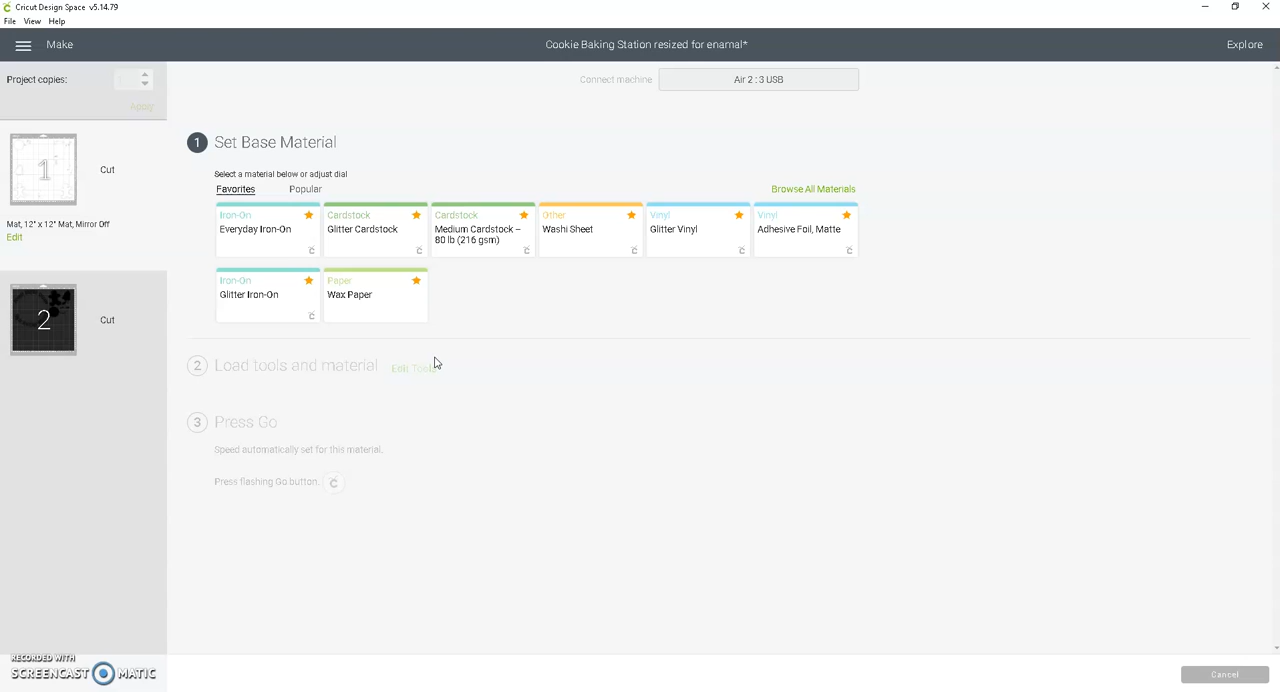 Cricut Design Space v5.14.79
File View Help
Make
Cookie Baking Station resized for enamal*
Explore
Project copies:
Apply
Connect machine
Air 2 : 3 USB
1
Cut
Mat, 12" x 12" Mat, Mirror Off
Edit
2
Cut
1 Set Base Material
Select a material below or adjust dial
Favorites Popular
Browse All Materials
Iron-On
Everyday Iron-On
Cardstock
Glitter Cardstock
Cardstock
Medium Cardstock –
80 lb (216 gsm)
Other
Washi Sheet
Vinyl
Glitter Vinyl
Vinyl
Adhesive Foil, Matte
Iron-On
Glitter Iron-On
Paper
Wax Paper
2 Load tools and material
Edit Tools
3 Press Go
Speed automatically set for this material.
Press flashing Go button.
RECORDED WITH
SCREENCAST MATIC
Cancel